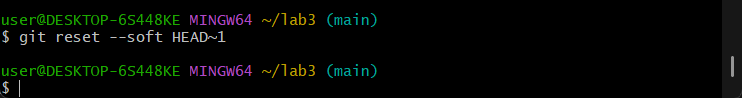 user@DESKTOP-6S448KE MINGW64 ~/lab3 (main)
$ git reset --soft HEAD~1
user@DESKTOP-6S448KE MINGW64 ~/lab3 (main)
$